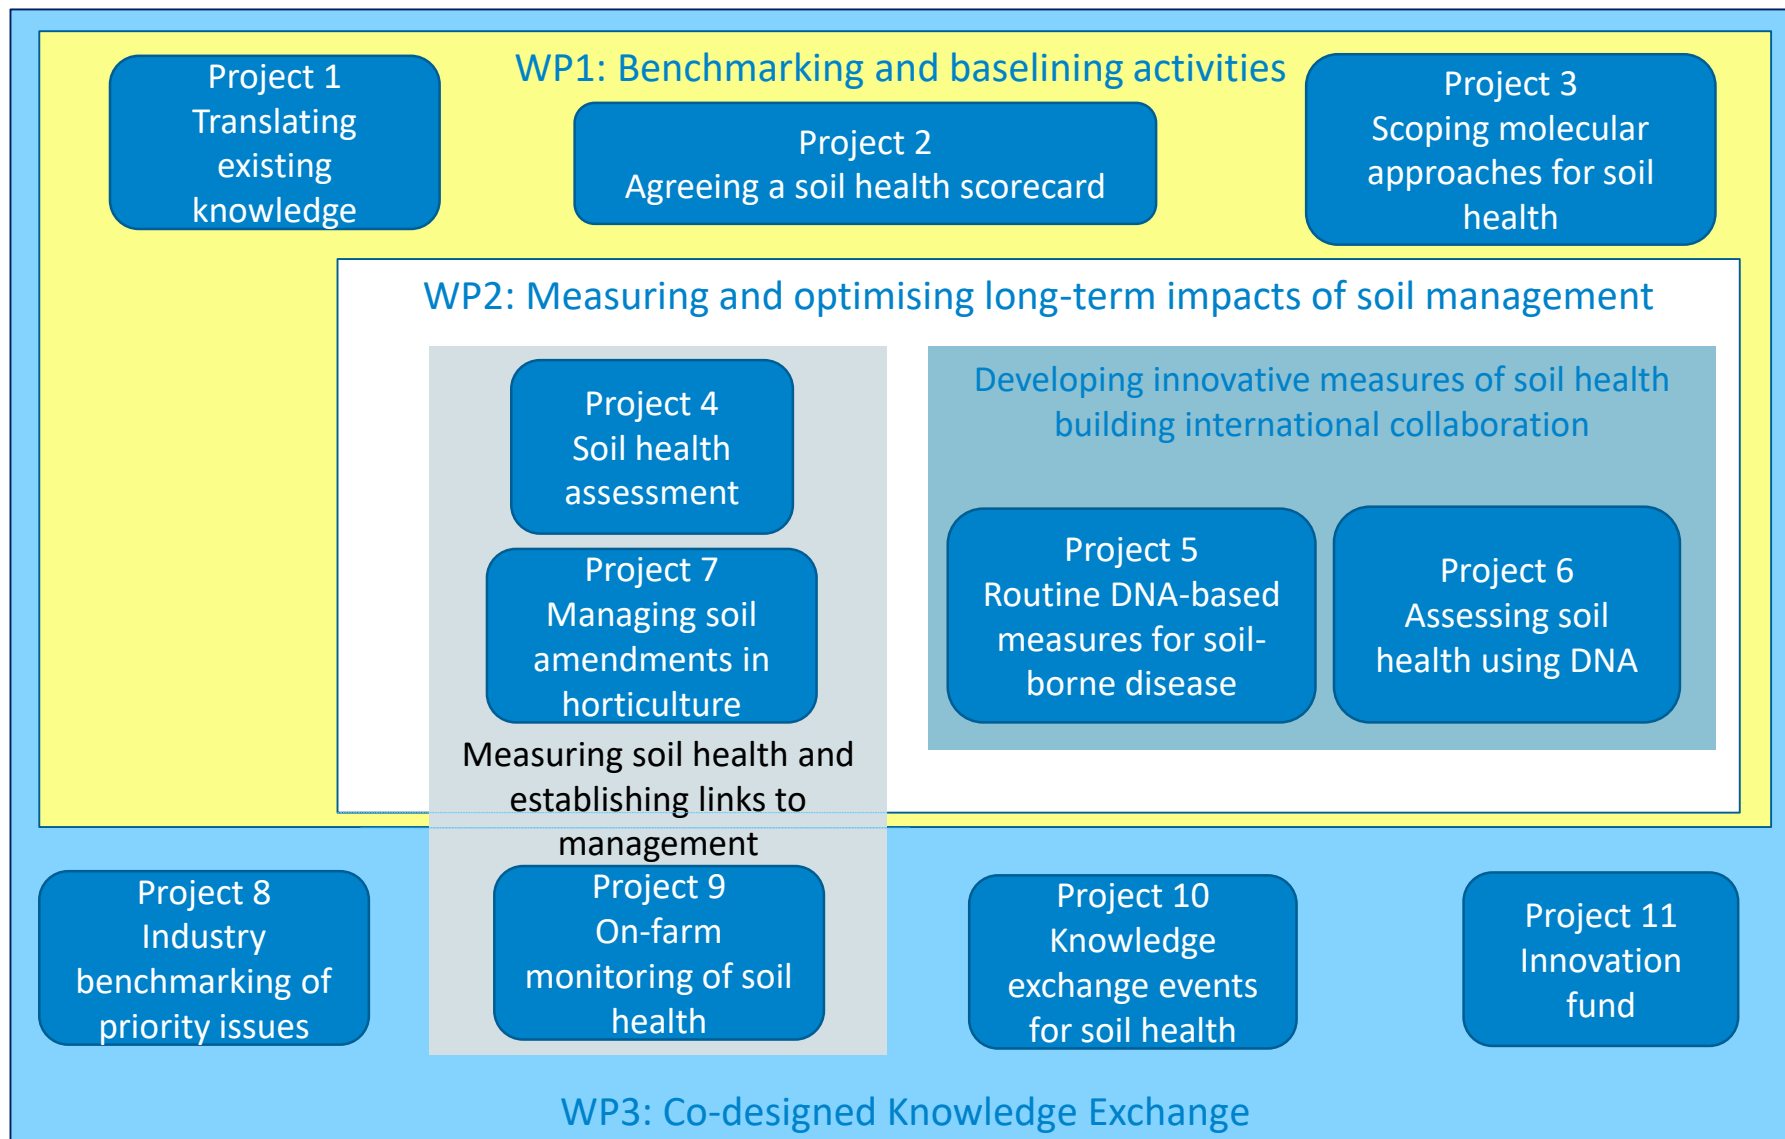 WP1: Benchmarking and baselining activities
Project 1
Translating
existing
knowledge
Project 2
Agreeing a soil health scorecard
Project 3
Scoping molecular
approaches for soil
health
WP2: Measuring and optimising long-term impacts of soil management
Project 4
Soil health
assessment
Project 7
Managing soil
amendments in
horticulture
Measuring soil health and
establishing links to
management
Developing innovative measures of soil health
building international collaboration
Project 5
Routine DNA-based
measures for soil-
borne disease
Project 6
Assessing soil
health using DNA
Project 8
Industry
benchmarking of
priority issues
Project 9
On-farm
monitoring of soil
health
Project 10
Knowledge
exchange events
for soil health
Project 11
Innovation
fund
WP3: Co-designed Knowledge Exchange